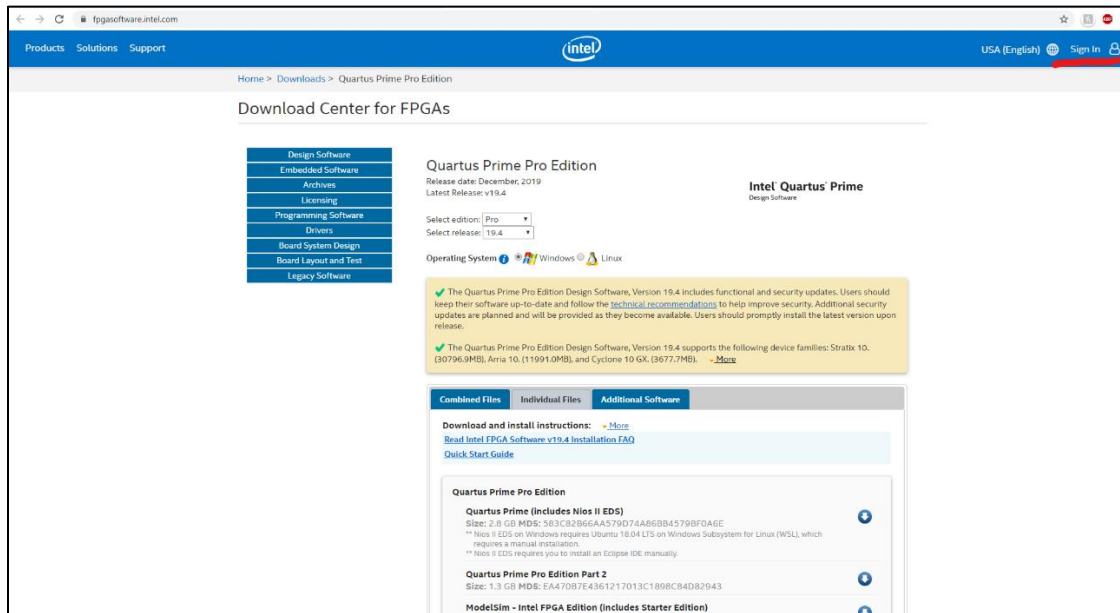 fpgasoftware.intel.com
Products Solutions Support
intel
USA (English) Sign In
Home > Downloads > Quartus Prime Pro Edition
Download Center for FPGAs
Design Software
Embedded Software
Archives
Licensing
Programming Software
Drivers
Board System Design
Board Layout and Test
Legacy Software
Quartus Prime Pro Edition
Release date: December, 2019
Latest Release: v19.4
Intel® Quartus® Prime
Design Software
Select edition: Pro
Select release: 19.4
Operating System Windows Linux
The Quartus Prime Pro Edition Design Software, Version 19.4 includes functional and security updates. Users should
keep their software up-to-date and follow the technical recommendations to help improve security. Additional security
updates are planned and will be provided as they become available. Users should promptly install the latest version upon
release.
The Quartus Prime Pro Edition Design Software, Version 19.4 supports the following device families: Stratix 10.
(30796.9MB), Arria 10. (11991.0MB), and Cyclone 10 GX. (3677.7MB). More
Combined Files Individual Files Additional Software
Download and install instructions: More
Read Intel FPGA Software v19.4 Installation FAQ
Quick Start Guide
Quartus Prime Pro Edition
Quartus Prime (includes Nios II EDS)
Size: 2.8 GB MD5: 583C82B66AA579D74A86BB4579BF0A6E
** Nios II EDS on Windows requires Ubuntu 18.04 LTS on Windows Subsystem for Linux (WSL), which
requires a manual installation.
** Nios II EDS requires you to install an Eclipse IDE manually.
Quartus Prime Pro Edition Part 2
Size: 1.3 GB MD5: EA470B7E4361217013C1898C84D82943
ModelSim - Intel FPGA Edition (includes Starter Edition)